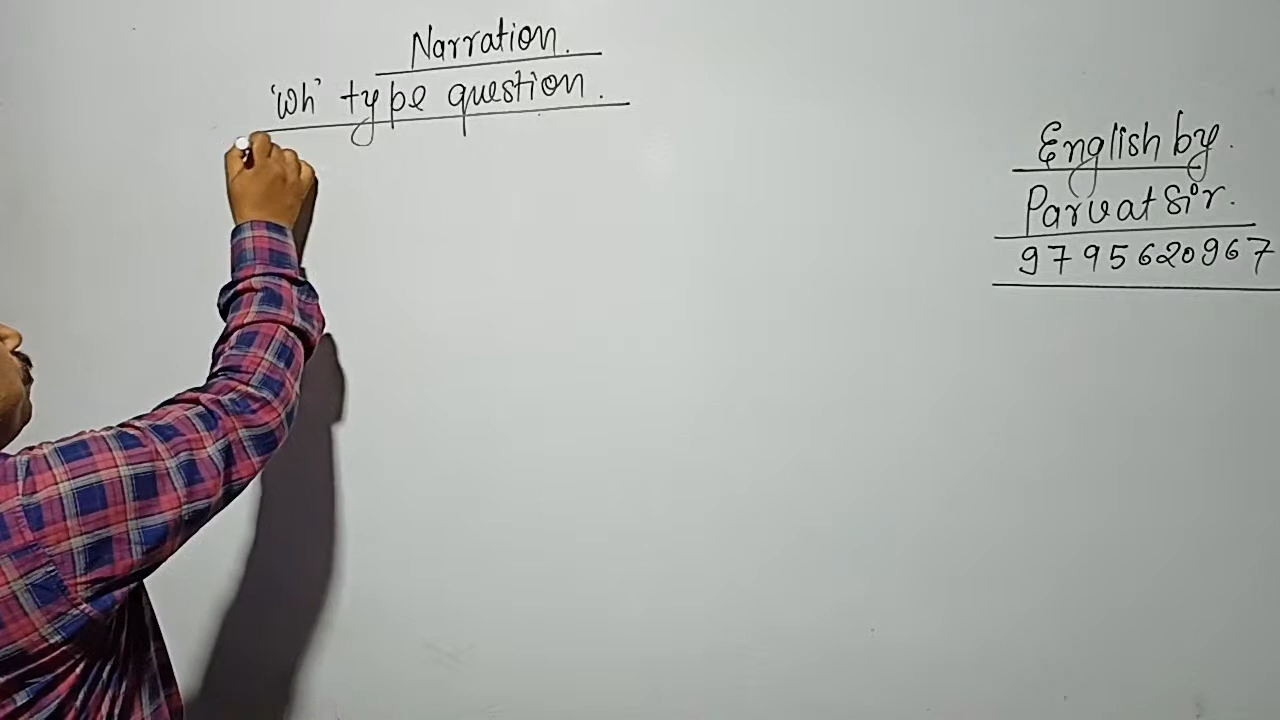 Narration.
'Wh' type question.
English by.
Parvat Sir.
9795620967